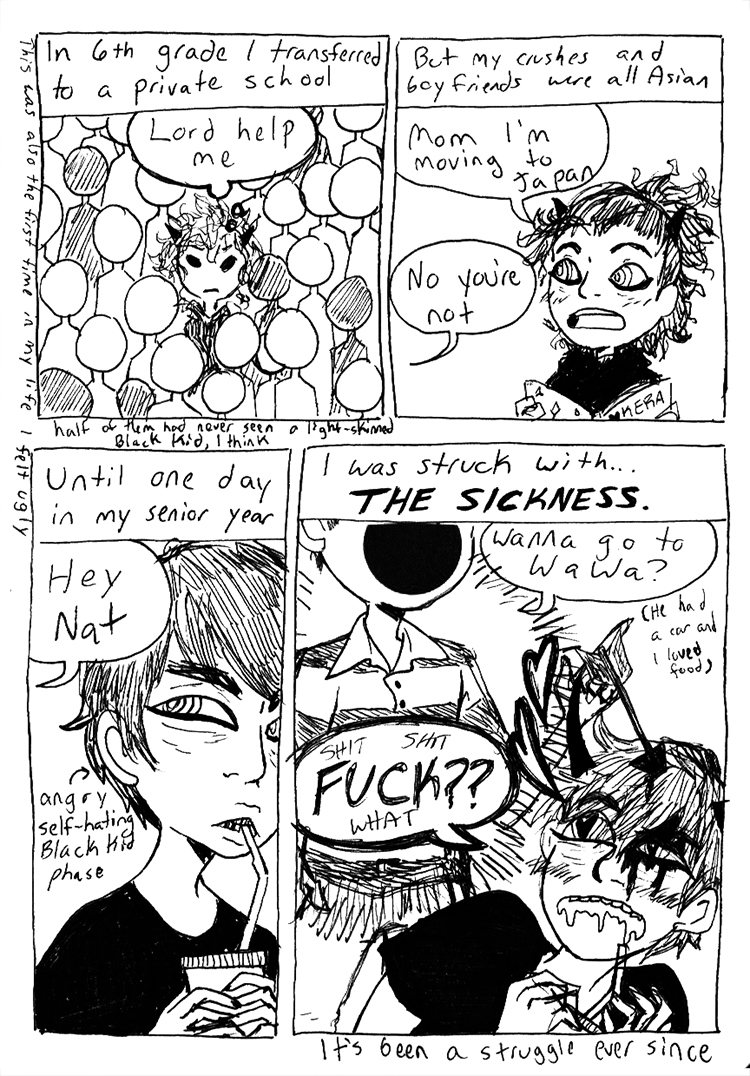 In 6th grade I transferred
to a private school
Lord help
me
This was also the first time in my life I felt ugly
half of them had never seen a light-skinned
Black Kid, I think
But my crushes and
boyfriends were all Asian
Mom I'm
moving to
Japan
No you're
not
KERA
Until one day
in my senior year
Hey
Nat
angry
self-hating
Black Kid
phase
I was struck with...
THE SICKNESS.
Wanna go to
WaWa?
(He had
a car and
I loved
food)
SHIT SHIT
FUCK??
WHAT
It's been a struggle ever since